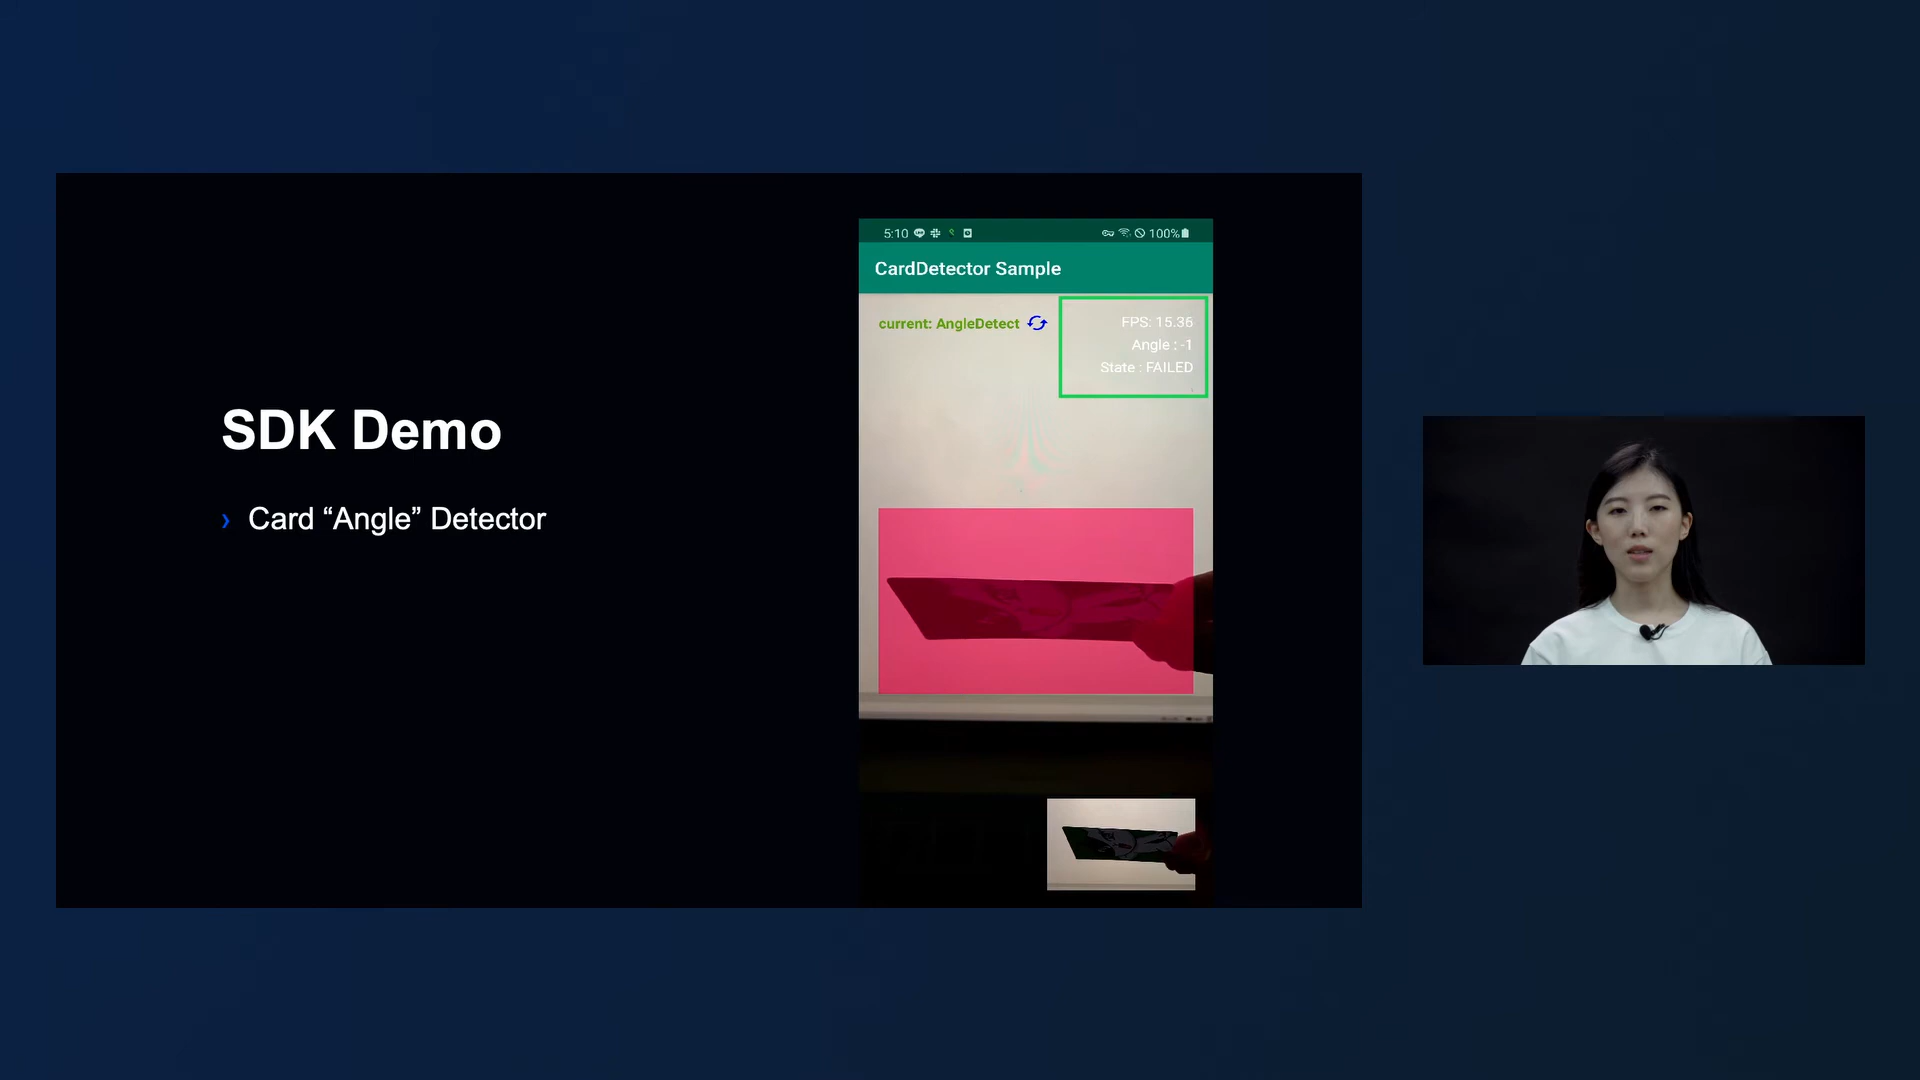 SDK Demo
› Card “Angle” Detector
5:10
100%
CardDetector Sample
current: AngleDetect
FPS: 15.36
Angle : -1
State : FAILED